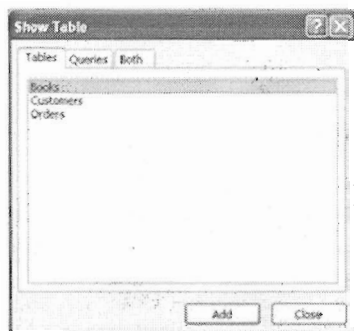 Show Table
Tables Queries Both
Books
Customers
Orders
Add Close